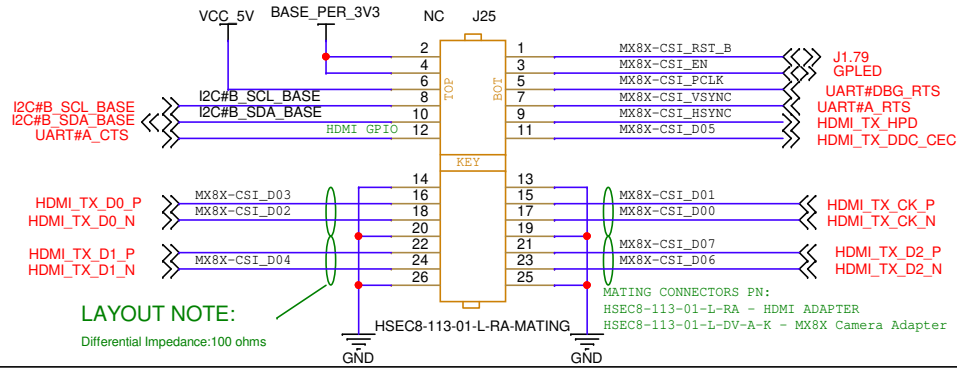 VCC_5V BASE_PER_3V3 NC J25
2 1 MX8X-CSI_RST_B J1.79
4 3 MX8X-CSI_EN GPLED
6 5 MX8X-CSI_PCLK UART#DBG_RTS
I2C#B_SCL_BASE I2C#B_SCL_BASE 8 7 MX8X-CSI_VSYNC UART#A_RTS
I2C#B_SDA_BASE I2C#B_SDA_BASE 10 9 MX8X-CSI_HSYNC HDMI_TX_HPD
UART#A_CTS HDMI GPIO 12 11 MX8X-CSI_D05 HDMI_TX_DDC_CEC
TOP BOT
KEY
14 13
HDMI_TX_D0_P MX8X-CSI_D03 16 15 MX8X-CSI_D01 HDMI_TX_CK_P
HDMI_TX_D0_N MX8X-CSI_D02 18 17 MX8X-CSI_D00 HDMI_TX_CK_N
20 19
HDMI_TX_D1_P 22 21 MX8X-CSI_D07 HDMI_TX_D2_P
HDMI_TX_D1_N MX8X-CSI_D04 24 23 MX8X-CSI_D06 HDMI_TX_D2_N
26 25
LAYOUT NOTE:
Differential Impedance:100 ohms
HSEC8-113-01-L-RA-MATING
MATING CONNECTORS PN:
HSEC8-113-01-L-RA - HDMI ADAPTER
HSEC8-113-01-L-DV-A-K - MX8X Camera Adapter
GND GND